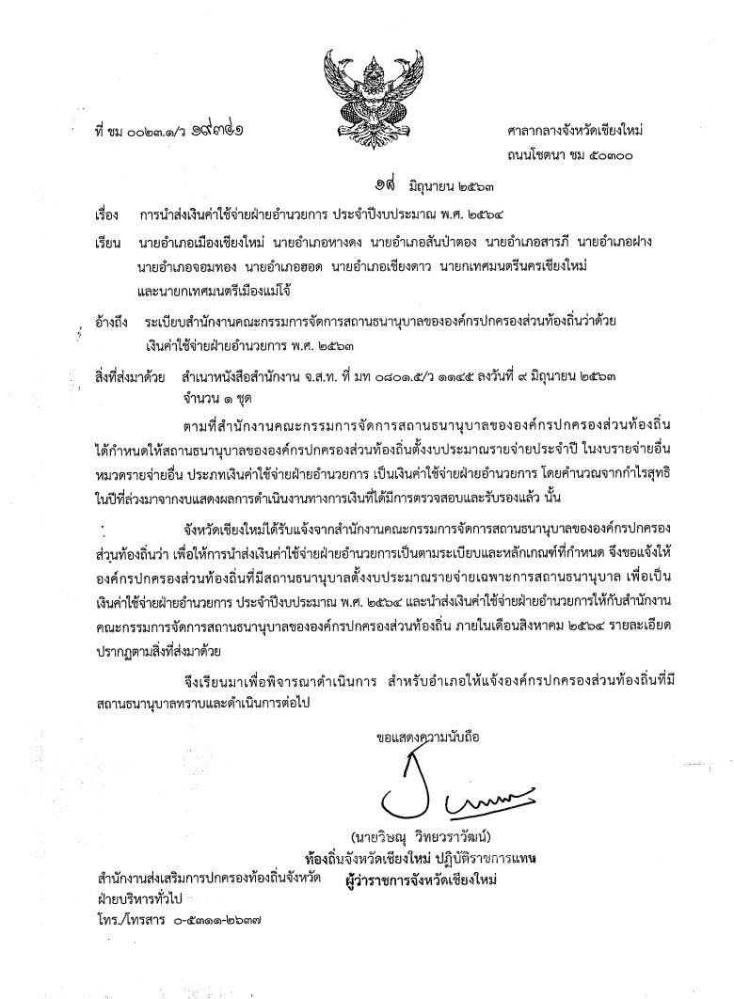 ที่ ชม ๐๐๒๓.๑/ว ๑๙๓๔๑
ศาลากลางจังหวัดเชียงใหม่
ถนนโชตนา ชม ๕๐๓๐๐
๑๙ มิถุนายน ๒๕๖๓
เรื่อง การนำส่งเงินค่าใช้จ่ายฝ่ายอำนวยการ ประจำปีงบประมาณ พ.ศ. ๒๕๖๔
เรียน นายอำเภอเมืองเชียงใหม่ นายอำเภอหางดง นายอำเภอสันป่าตอง นายอำเภอสารภี นายอำเภอฝาง
นายอำเภอจอมทอง นายอำเภอฮอด นายอำเภอเชียงดาว นายกเทศมนตรีนครเชียงใหม่
และนายกเทศมนตรีเมืองแม่โจ้
อ้างถึง ระเบียบสำนักงานคณะกรรมการจัดการสถานธนานุบาลขององค์กรปกครองส่วนท้องถิ่นว่าด้วย
เงินค่าใช้จ่ายฝ่ายอำนวยการ พ.ศ. ๒๕๖๓
สิ่งที่ส่งมาด้วย สำเนาหนังสือสำนักงาน จ.ส.ท. ที่ มท ๐๘๐๑.๕/ว ๑๑๔๕ ลงวันที่ ๙ มิถุนายน ๒๕๖๓
จำนวน ๑ ชุด
ตามที่สำนักงานคณะกรรมการจัดการสถานธนานุบาลขององค์กรปกครองส่วนท้องถิ่น
ได้กำหนดให้สถานธนานุบาลขององค์กรปกครองส่วนท้องถิ่นตั้งงบประมาณรายจ่ายประจำปี ในงบรายจ่ายอื่น
หมวดรายจ่ายอื่น ประเภทเงินค่าใช้จ่ายฝ่ายอำนวยการ เป็นเงินค่าใช้จ่ายฝ่ายอำนวยการ โดยคำนวณจากกำไรสุทธิ
ในปีที่ล่วงมาจากงบแสดงผลการดำเนินงานทางการเงินที่ได้มีการตรวจสอบและรับรองแล้ว นั้น
จังหวัดเชียงใหม่ได้รับแจ้งจากสำนักงานคณะกรรมการจัดการสถานธนานุบาลขององค์กรปกครอง
ส่วนท้องถิ่นว่า เพื่อให้การนำส่งเงินค่าใช้จ่ายฝ่ายอำนวยการเป็นตามระเบียบและหลักเกณฑ์ที่กำหนด จึงขอแจ้งให้
องค์กรปกครองส่วนท้องถิ่นที่มีสถานธนานุบาลตั้งงบประมาณรายจ่ายเฉพาะการสถานธนานุบาล เพื่อเป็น
เงินค่าใช้จ่ายฝ่ายอำนวยการ ประจำปีงบประมาณ พ.ศ. ๒๕๖๔ และนำส่งเงินค่าใช้จ่ายฝ่ายอำนวยการให้กับสำนักงาน
คณะกรรมการจัดการสถานธนานุบาลขององค์กรปกครองส่วนท้องถิ่น ภายในเดือนสิงหาคม ๒๕๖๔ รายละเอียด
ปรากฏตามสิ่งที่ส่งมาด้วย
จึงเรียนมาเพื่อพิจารณาดำเนินการ สำหรับอำเภอให้แจ้งองค์กรปกครองส่วนท้องถิ่นที่มี
สถานธนานุบาลทราบและดำเนินการต่อไป
ขอแสดงความนับถือ
(นายวิษณุ วิทยวราวัฒน์)
ท้องถิ่นจังหวัดเชียงใหม่ ปฏิบัติราชการแทน
ผู้ว่าราชการจังหวัดเชียงใหม่
สำนักงานส่งเสริมการปกครองท้องถิ่นจังหวัด
ฝ่ายบริหารทั่วไป
โทร./โทรสาร ๐-๕๓๑๑-๒๖๓๗